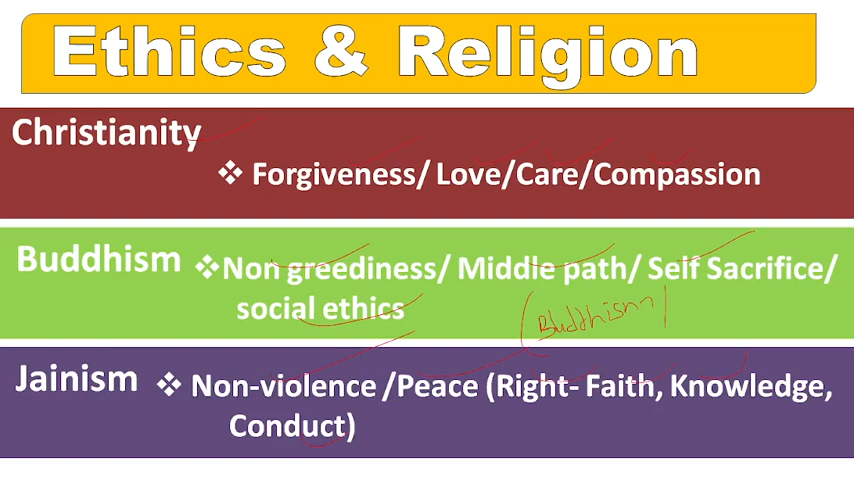 Ethics & Religion
Christianity
❖ Forgiveness/ Love/Care/Compassion
Buddhism ❖Non greediness/ Middle path/ Self Sacrifice/
social ethics
(Buddhism)
Jainism ❖ Non-violence /Peace (Right- Faith, Knowledge,
Conduct)